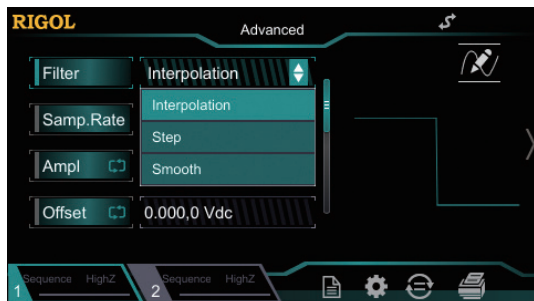 RIGOL
Advanced
Filter
Interpolation
Interpolation
Samp.Rate
Step
Ampl
Smooth
Offset
0.000,0 Vdc
1 Sequence HighZ
2 Sequence HighZ